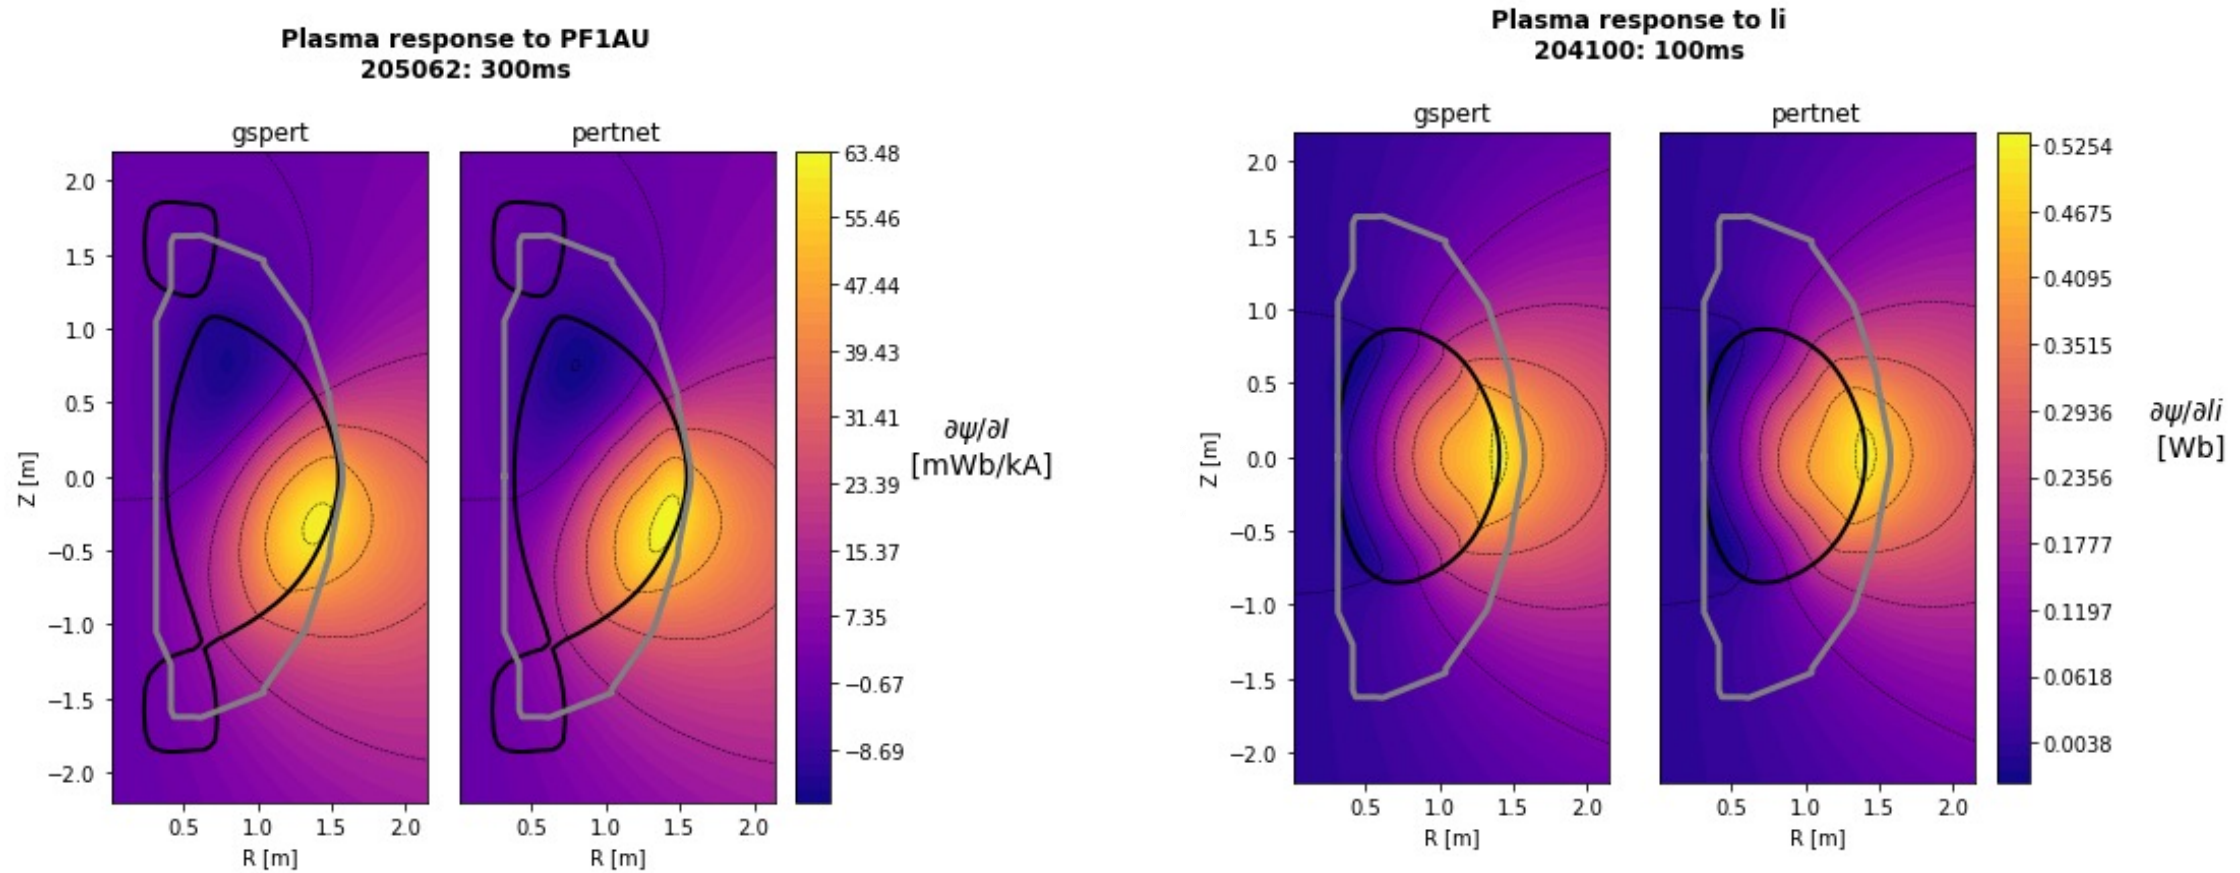 Plasma response to PF1AU
205062: 300ms
gspert
pertnet
2.0
1.5
1.0
0.5
0.0
−0.5
−1.0
−1.5
−2.0
Z [m]
0.5 1.0 1.5 2.0
R [m]
0.5 1.0 1.5 2.0
R [m]
63.48
55.46
47.44
39.43
31.41
23.39
15.37
7.35
−0.67
−8.69
∂ψ/∂I
[mWb/kA]
Plasma response to li
204100: 100ms
gspert
pertnet
2.0
1.5
1.0
0.5
0.0
−0.5
−1.0
−1.5
−2.0
Z [m]
0.5 1.0 1.5 2.0
R [m]
0.5 1.0 1.5 2.0
R [m]
0.5254
0.4675
0.4095
0.3515
0.2936
0.2356
0.1777
0.1197
0.0618
0.0038
∂ψ/∂li
[Wb]